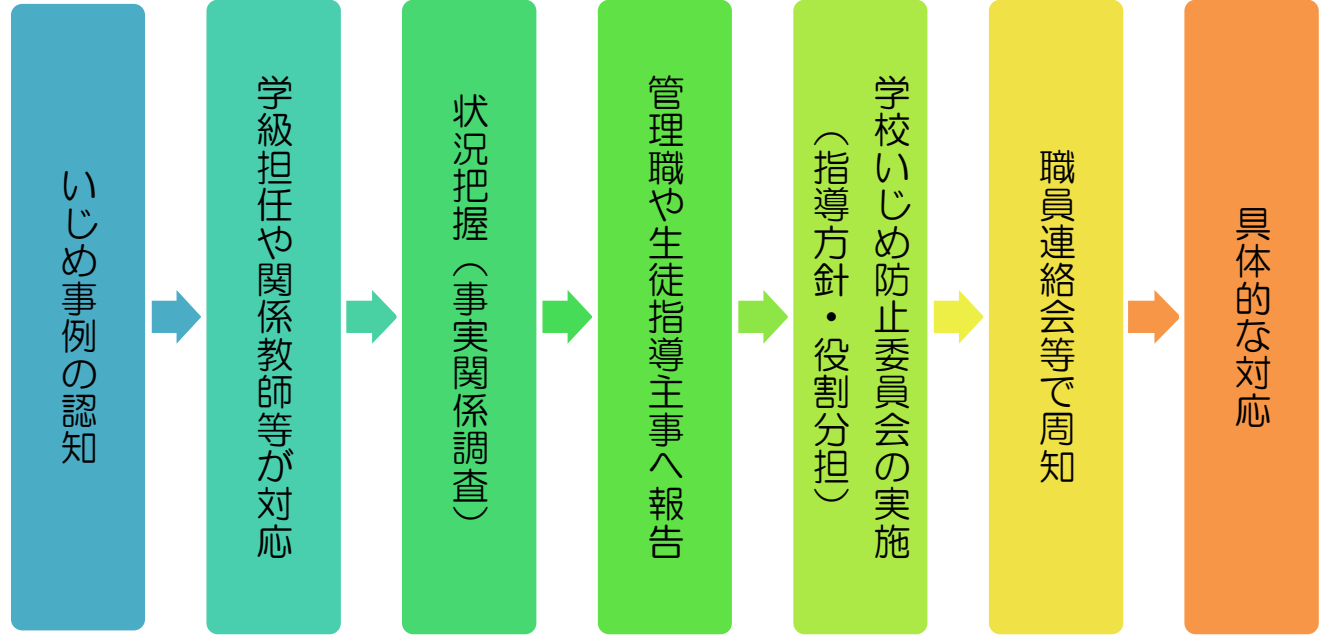 いじめ事例の認知
学級担任や関係教師等が対応
状況把握（事実関係調査）
管理職や生徒指導主事へ報告
学校いじめ防止委員会の実施
（指導方針・役割分担）
職員連絡会等で周知
具体的な対応